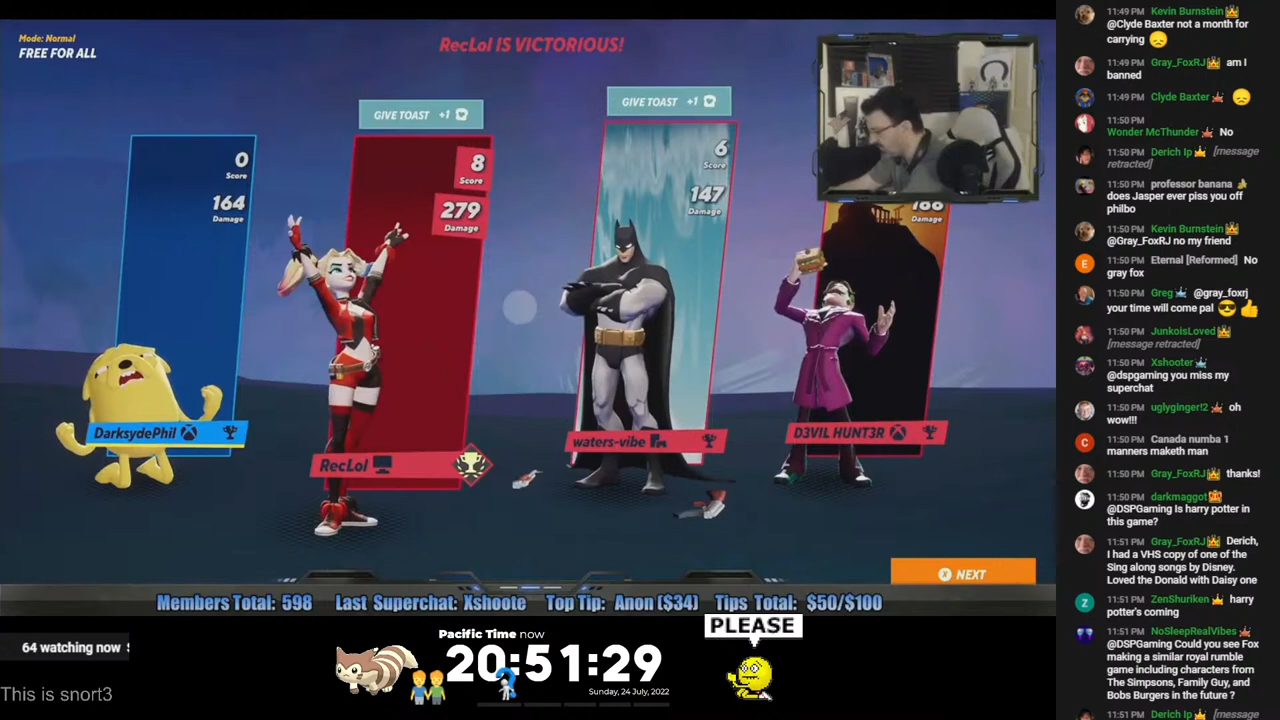 Mode: Normal
FREE FOR ALL
RecLol IS VICTORIOUS!
GIVE TOAST +1
GIVE TOAST +1
0
Score
164
Damage
8
Score
279
Damage
6
Score
147
Damage
Damage
DarksydePhil
RecLol
waters-vibe
D3VIL HUNT3R
X NEXT
Members Total: 598 Last Superchat: Xshoote Top Tip: Anon ($34) Tips Total: $50/$100
64 watching now
This is snort3
Pacific Time now
20:51:29
Sunday, 24 July, 2022
PLEASE
11:49 PM Kevin Burnstein
@Clyde Baxter not a month for
carrying 😞
11:49 PM Gray_FoxRJ am I
banned
11:49 PM Clyde Baxter 😞
11:50 PM
Wonder McThunder No
11:50 PM Derich Ip [message
retracted]
11:50 PM professor banana
does Jasper ever piss you off
philbo
11:50 PM Kevin Burnstein
@Gray_FoxRJ no my friend
E
11:50 PM Eternal [Reformed] No
gray fox
11:50 PM Greg @gray_foxrj
your time will come pal 😎👍
11:50 PM JunkoisLoved
[message retracted]
11:50 PM Xshooter
@dspgaming you miss my
superchat
11:50 PM uglyginger!2 oh
wow!!!
C
11:50 PM Canada numba 1
manners maketh man
11:50 PM Gray_FoxRJ thanks!
11:50 PM darkmaggot
@DSPGaming Is harry potter in
this game?
11:51 PM Gray_FoxRJ Derich,
I had a VHS copy of one of the
Sing along songs by Disney.
Loved the Donald with Daisy one
Z
11:51 PM ZenShuriken harry
potter's coming
11:51 PM NoSleepRealVibes
@DSPGaming Could you see Fox
making a similar royal rumble
game including characters from
The Simpsons, Family Guy, and
Bobs Burgers in the future ?
11:51 PM Derich Ip [message